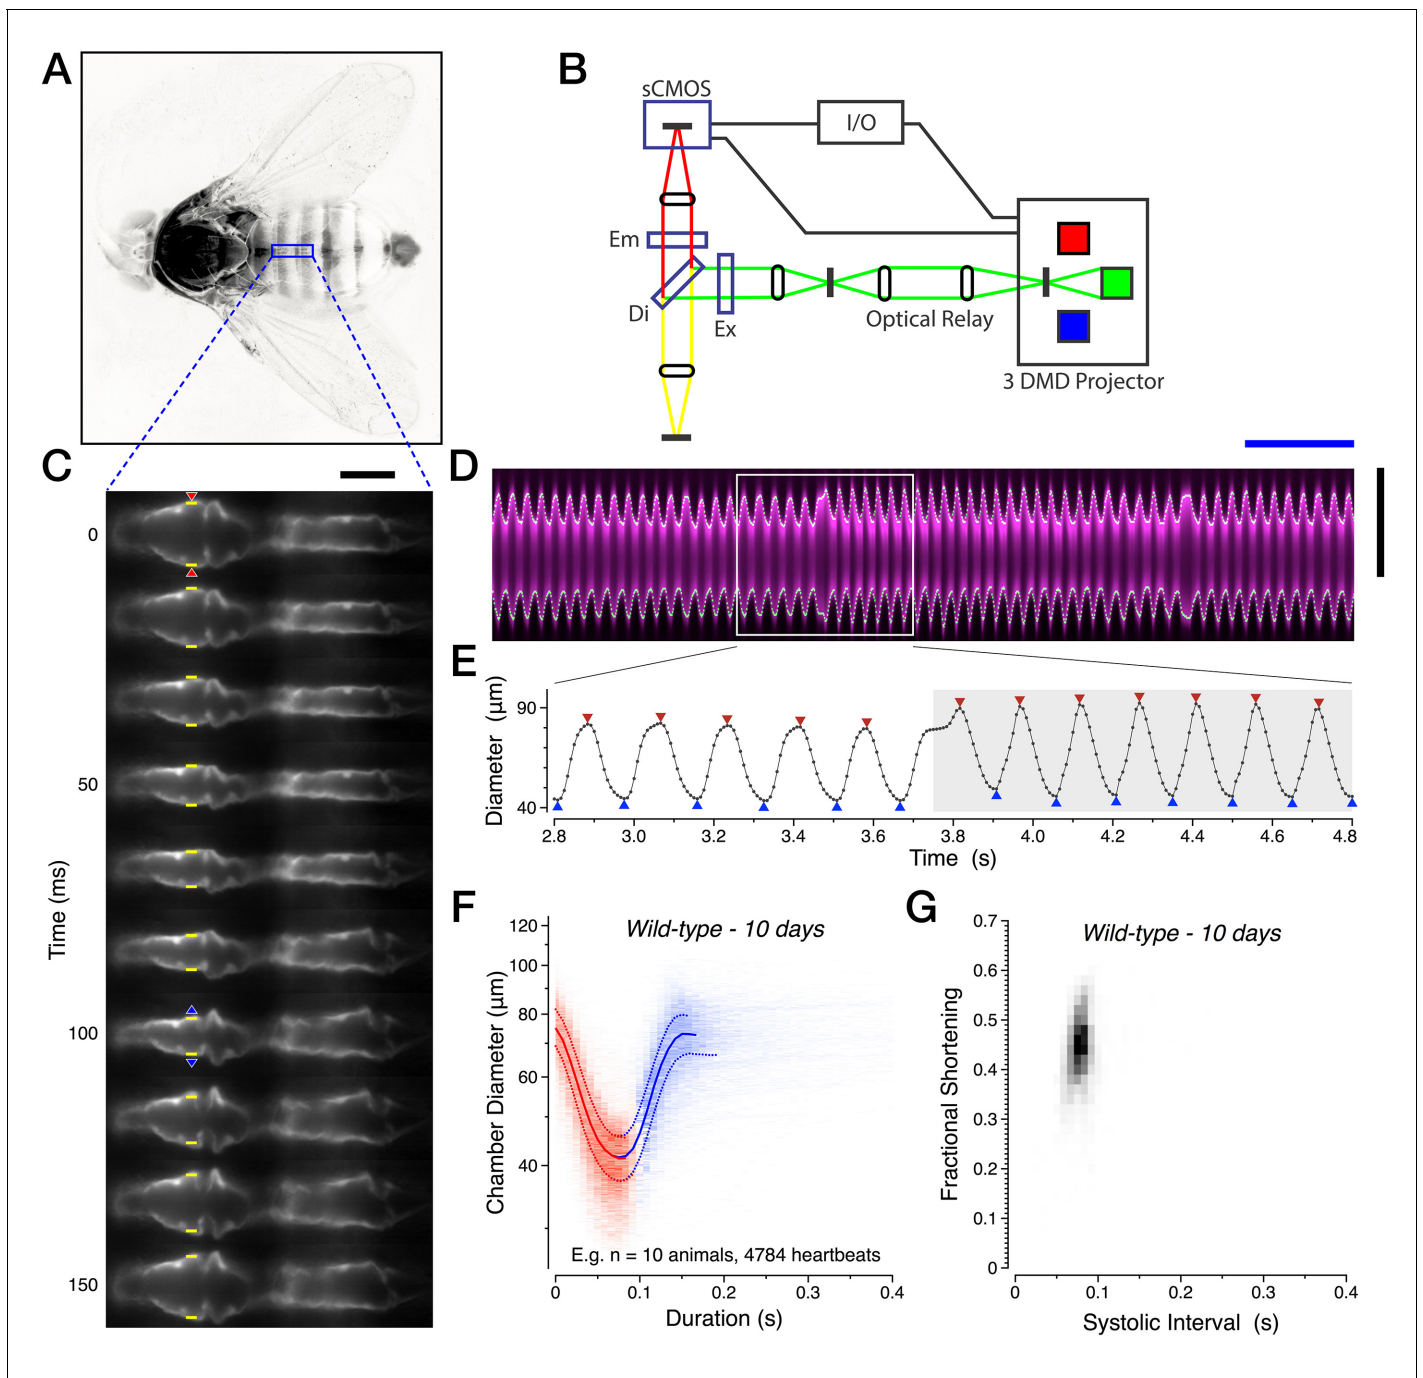 A
B
sCMOS
I/O
Em
Di
Ex
Optical Relay
3 DMD Projector
C
0
50
100
150
Time (ms)
D
E
Diameter (µm)
90
40
2.8 3.0 3.2 3.4 3.6 3.8 4.0 4.2 4.4 4.6 4.8
Time (s)
F
Wild-type - 10 days
Chamber Diameter (µm)
120
100
80
60
40
E.g. n = 10 animals, 4784 heartbeats
0 0.1 0.2 0.3 0.4
Duration (s)
G
Wild-type - 10 days
Fractional Shortening
0.7
0.6
0.5
0.4
0.3
0.2
0.1
0
0 0.1 0.2 0.3 0.4
Systolic Interval (s)